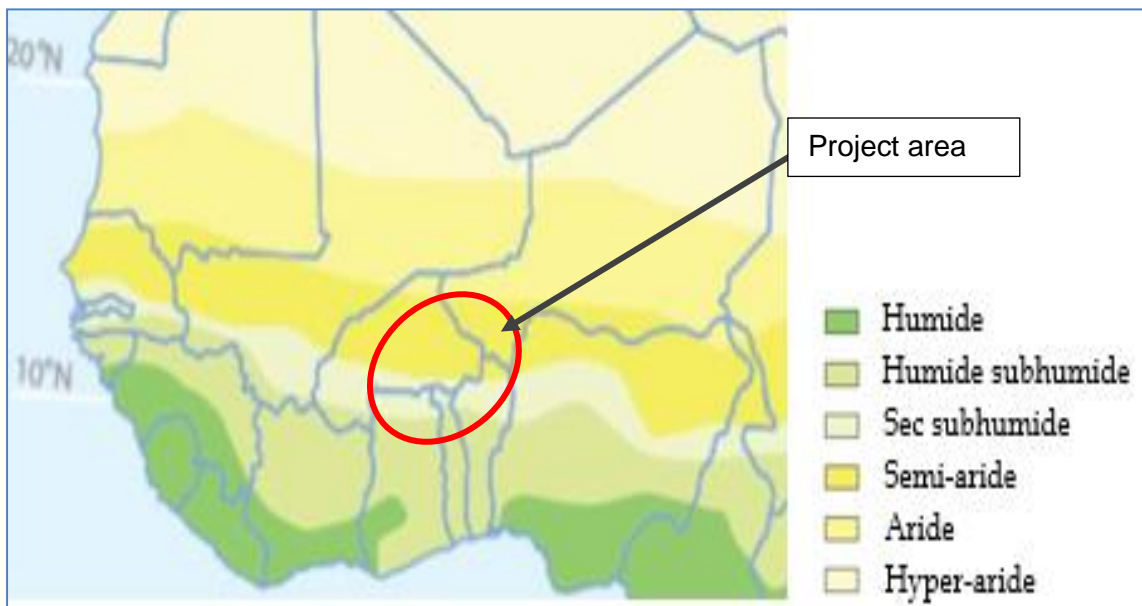 20°N
Project area
10°N
Humide
Humide subhumide
Sec subhumide
Semi-aride
Aride
Hyper-aride